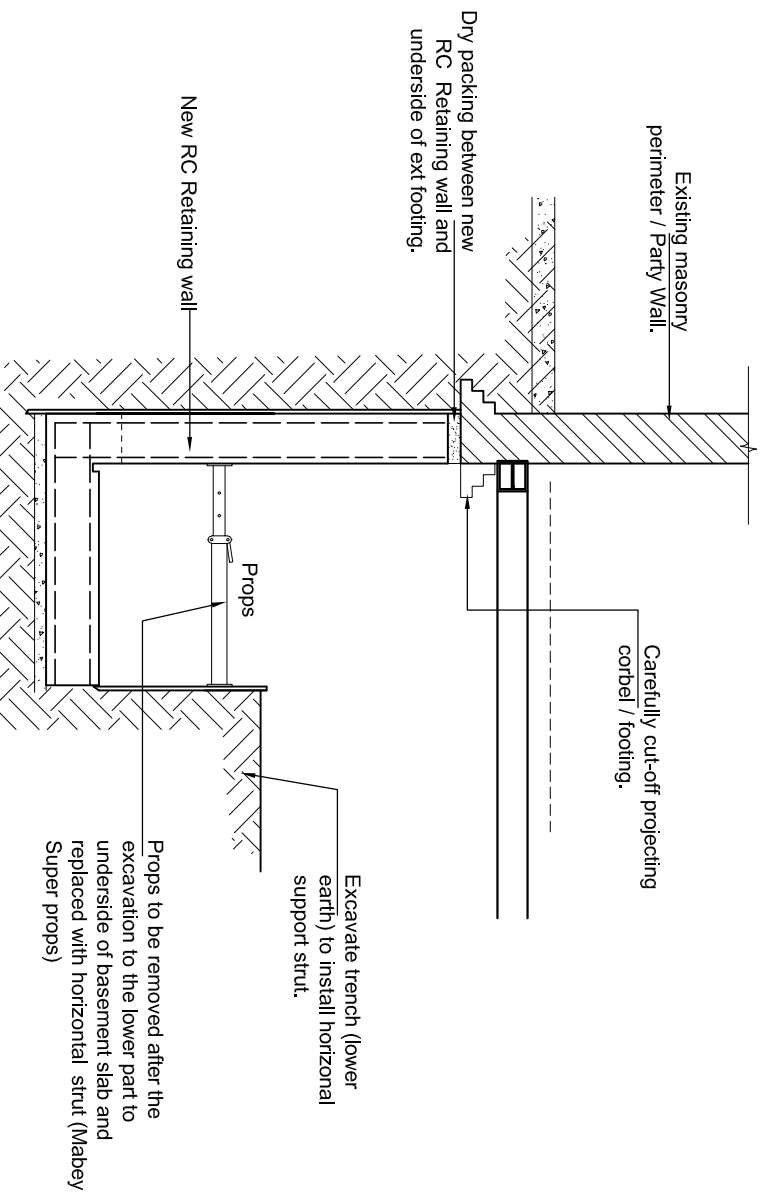 Existing masonry
perimeter / Party Wall.
Dry packing between new
RC Retaining wall and
underside of ext footing.
New RC Retaining wall
Props
Carefully cut-off projecting
corbel / footing.
Excavate trench (lower
earth) to install horizonal
support strut.
Props to be removed after the
excavation to the lower part to
underside of basement slab and
replaced with horizontal strut (Mabey
Super props)